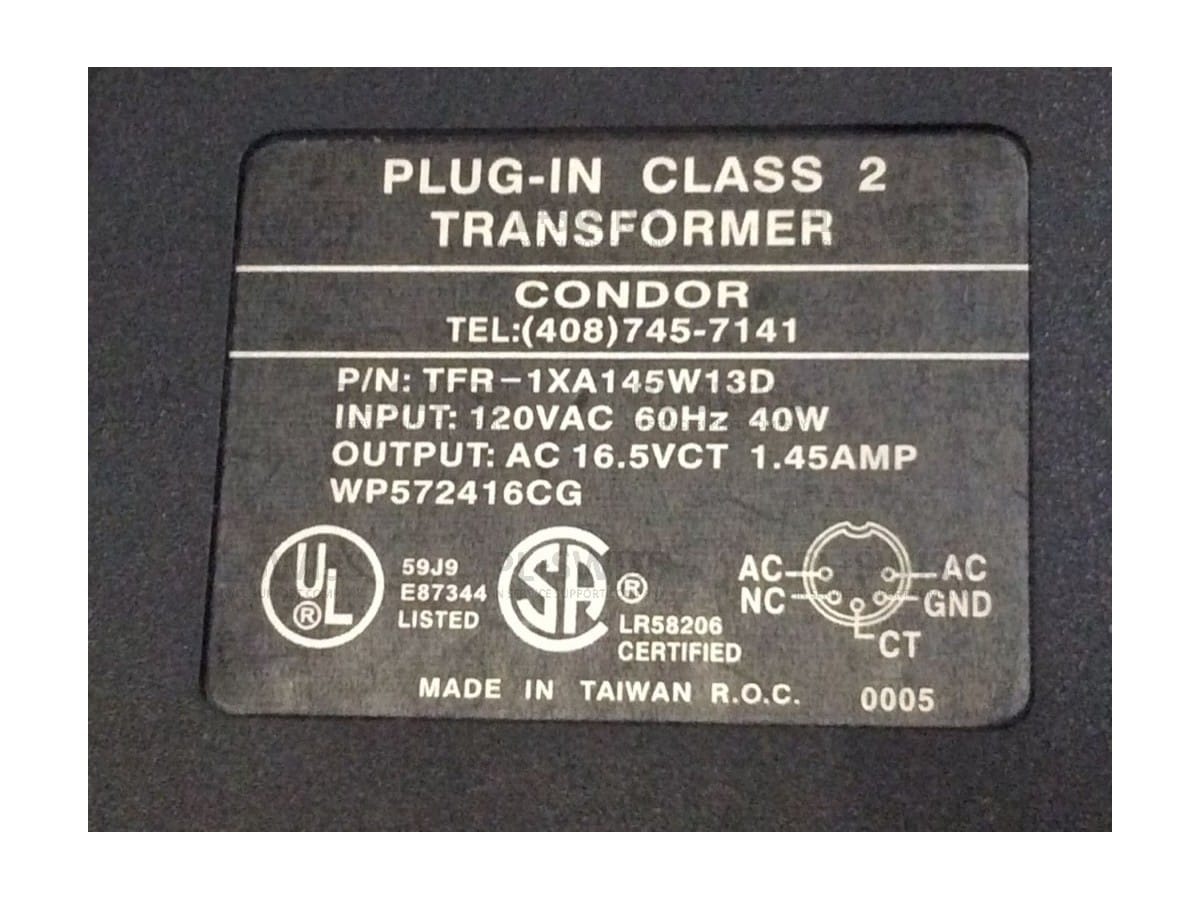 PLUG-IN CLASS 2
TRANSFORMER
CONDOR
TEL:(408)745-7141
P/N: TFR-1XA145W13D
INPUT: 120VAC 60Hz 40W
OUTPUT: AC 16.5VCT 1.45AMP
WP572416CG
UL
®
59J9
E87344
LISTED
SA
®
LR58206
CERTIFIED
AC
NC
AC
GND
CT
MADE IN TAIWAN R.O.C.
0005